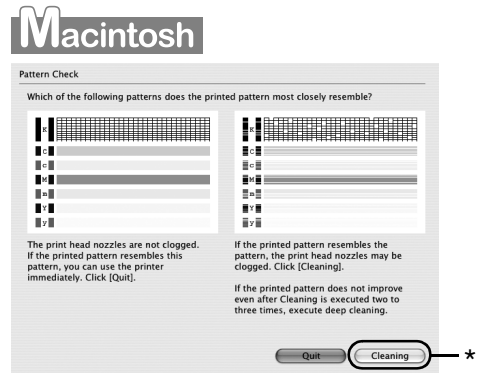 Macintosh
Pattern Check
Which of the following patterns does the printed pattern most closely resemble?
K
C
c
M
m
Y
y
K
C
c
M
m
Y
y
The print head nozzles are not clogged.
If the printed pattern resembles this
pattern, you can use the printer
immediately. Click [Quit].
If the printed pattern resembles the
pattern, the print head nozzles may be
clogged. Click [Cleaning].
If the printed pattern does not improve
even after Cleaning is executed two to
three times, execute deep cleaning.
Quit
Cleaning
*